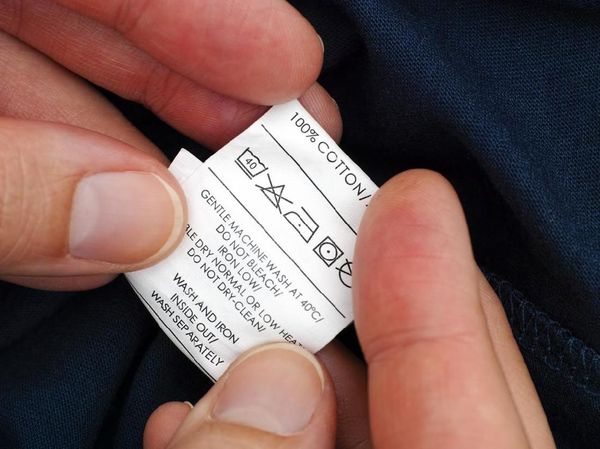 100% COTTON/
40
GENTLE MACHINE WASH AT 40°C/
DO NOT BLEACH/
IRON LOW/
DRY NORMAL OR LOW HEAT
DO NOT DRY-CLEAN/
WASH AND IRON
INSIDE OUT/
WASH SEPARATELY